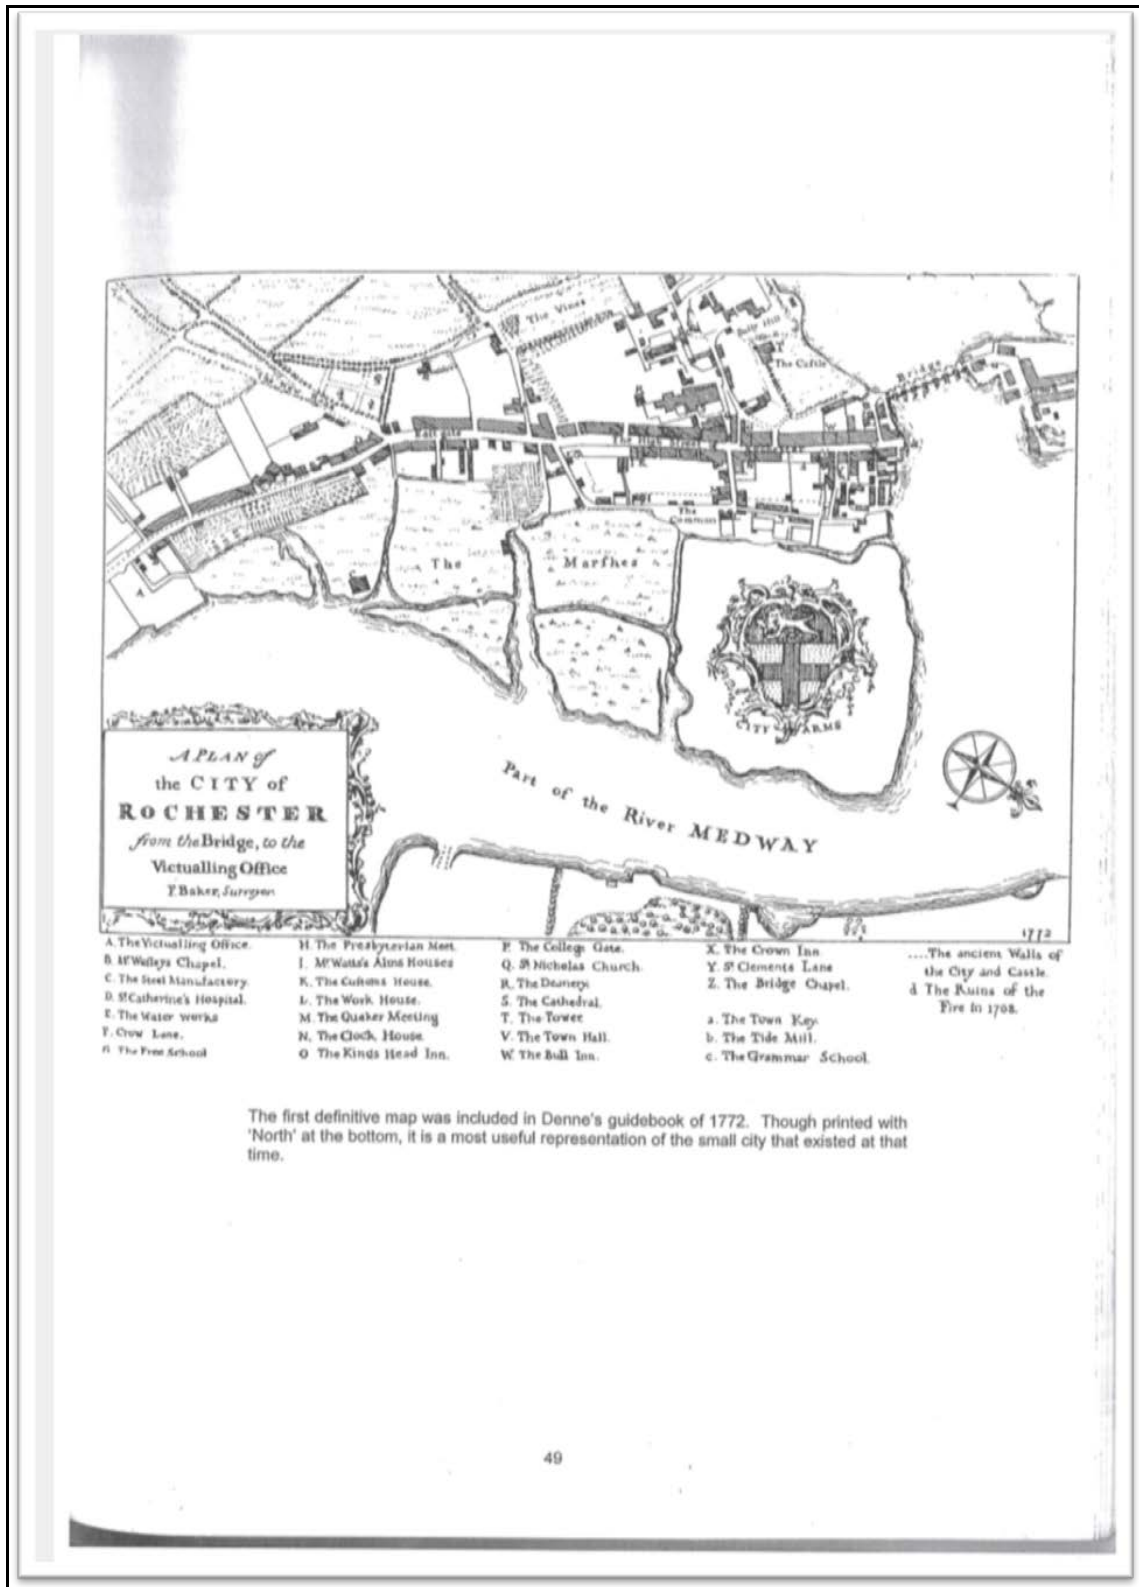 The Vines
Bully Hill
The Castle
Bridge
East Gate
The High
The Common
The Marshes
CITY ARMS
Part of the River MEDWAY
A PLAN of
the CITY of
ROCHESTER
from the Bridge, to the
Victualling Office
F. Baker, Surveyor
1772
A. The Victualling Office.
B. Mr Wesleys Chapel.
C. The Steel Manufactory.
D. St Catherine's Hospital.
E. The Water works
F. Crow Lane.
G The Free School
H. The Presbyterian Meet.
I. Mr Watts's Alms Houses
K. The Customs House.
L. The Work House.
M. The Quaker Meeting
N. The Clock House.
O The Kings Head Inn.
P. The College Gate.
Q. St Nicholas Church.
R. The Deanery.
S. The Cathedral.
T. The Tower
V. The Town Hall.
W. The Bull Inn.
X. The Crown Inn
Y. St Clements Lane
Z. The Bridge Chapel.
a. The Town Key.
b. The Tide Mill.
c. The Grammar School.
....The ancient Walls of
the City and Castle.
d The Ruins of the
Fire in 1708.
The first definitive map was included in Denne's guidebook of 1772. Though printed with
'North' at the bottom, it is a most useful representation of the small city that existed at that
time.
49